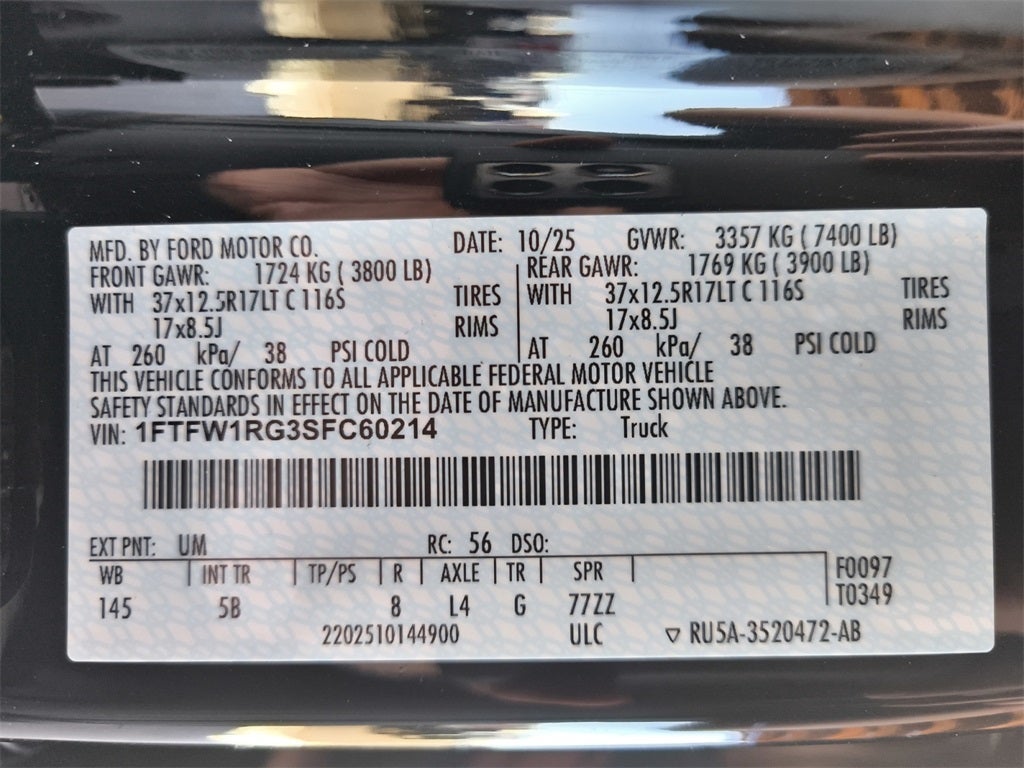 MFD. BY FORD MOTOR CO. DATE: 10/25 GVWR: 3357 KG ( 7400 LB)
FRONT GAWR: 1724 KG ( 3800 LB) REAR GAWR: 1769 KG ( 3900 LB)
WITH 37x12.5R17LT C 116S TIRES WITH 37x12.5R17LT C 116S TIRES
17x8.5J RIMS 17x8.5J RIMS
AT 260 kPa/ 38 PSI COLD AT 260 kPa/ 38 PSI COLD
THIS VEHICLE CONFORMS TO ALL APPLICABLE FEDERAL MOTOR VEHICLE
SAFETY STANDARDS IN EFFECT ON THE DATE OF MANUFACTURE SHOWN ABOVE.
VIN: 1FTFW1RG3SFC60214 TYPE: Truck
EXT PNT: UM RC: 56 DSO:
WB INT TR TP/PS R AXLE TR SPR F0097
145 5B 8 L4 G 77ZZ T0349
2202510144900 ULC ▽ RU5A-3520472-AB